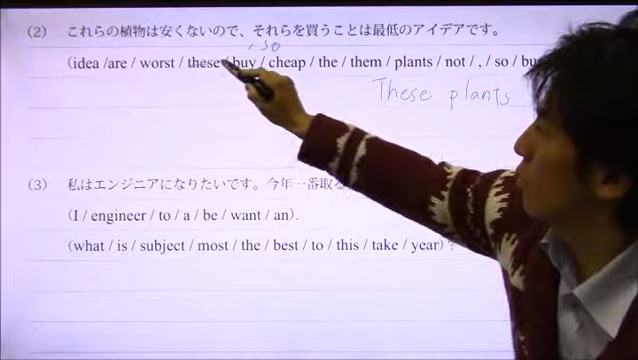 (2) これらの植物は安くないので、それらを買うことは最低のアイデアです。
, so
(idea /are / worst / these / buy / cheap / the / them / plants / not / , / so /
These plants
(3) 私はエンジニアになりたいです。今年一番取る
(I / engineer / to / a / be / want / an).
(what / is / subject / most / the / best / to / this / take / year) ?